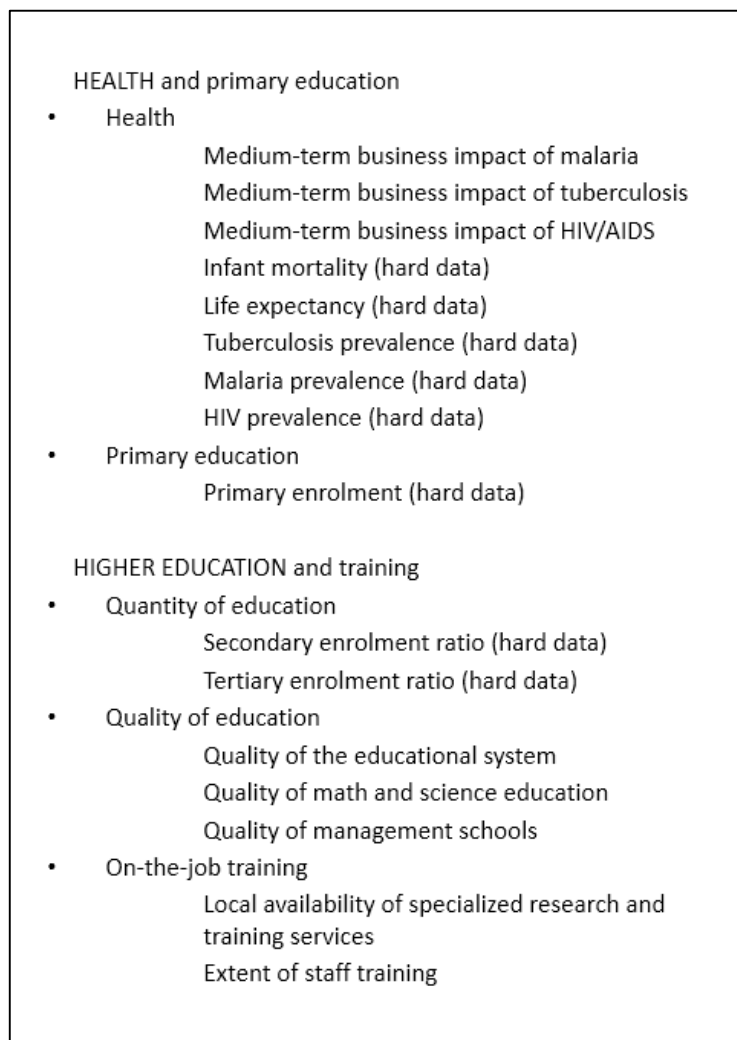 HEALTH and primary education
• Health
Medium-term business impact of malaria
Medium-term business impact of tuberculosis
Medium-term business impact of HIV/AIDS
Infant mortality (hard data)
Life expectancy (hard data)
Tuberculosis prevalence (hard data)
Malaria prevalence (hard data)
HIV prevalence (hard data)
• Primary education
Primary enrolment (hard data)
HIGHER EDUCATION and training
• Quantity of education
Secondary enrolment ratio (hard data)
Tertiary enrolment ratio (hard data)
• Quality of education
Quality of the educational system
Quality of math and science education
Quality of management schools
• On-the-job training
Local availability of specialized research and
training services
Extent of staff training